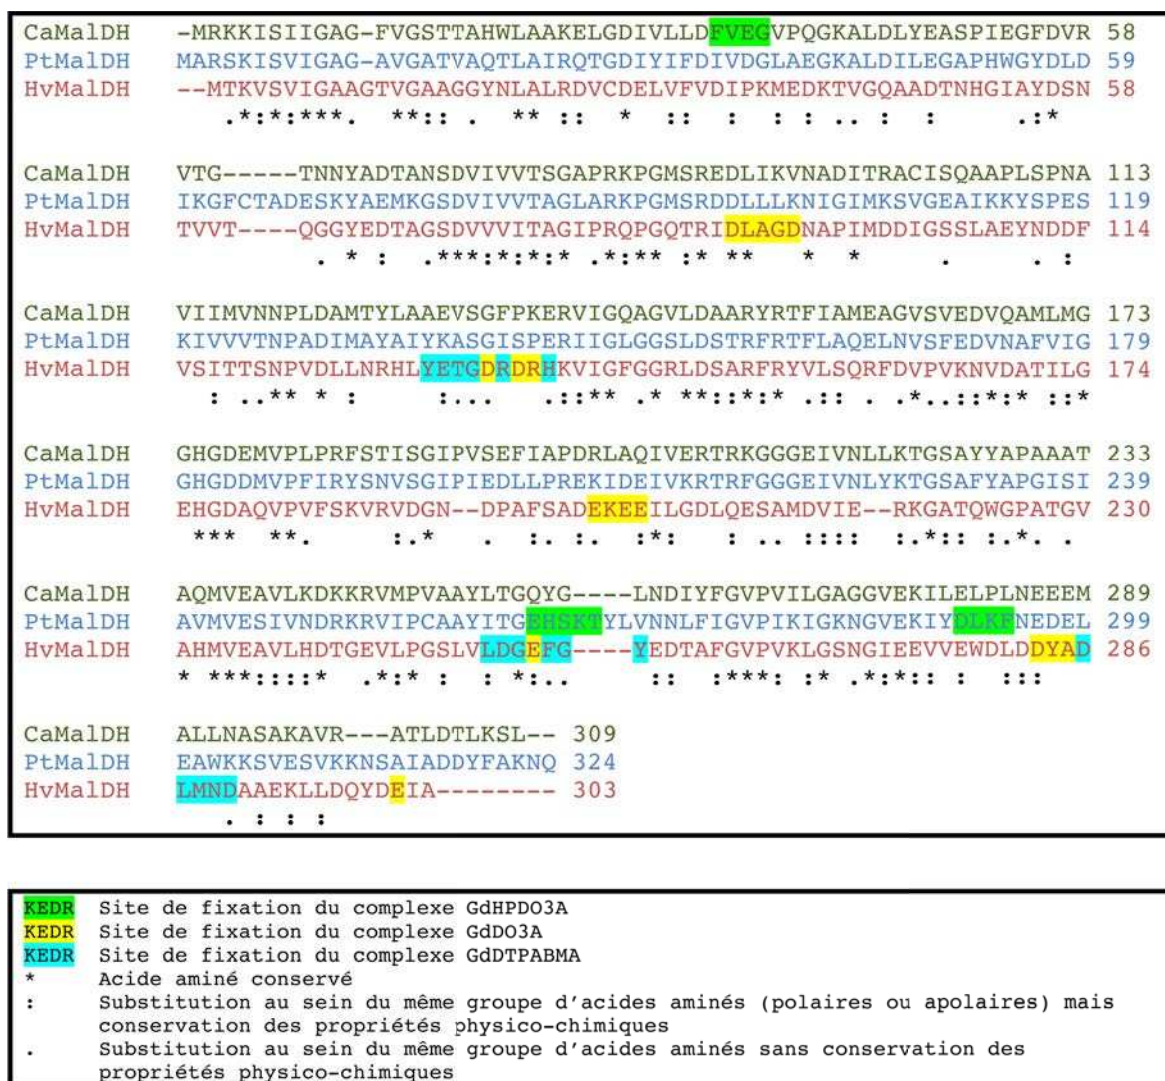 CaMalDH -MRKKISIIGAG-FVGSTTAHWLAAKELGDIVLLDFVEGVPQGKALDLYEASPIEGFDVR 58
PtMalDH MARSKISVIGAG-AVGATVAQTLAIRQTGDIYIFDIVDGLAEGKALDILEGAPHWGYDLD 59
HvMalDH --MTKVSVIGAAGTVGAAAGYNLALRDVCDELVFVDIPKMEDKTVGQAADTNHGIAYDSN 58
.*:*:***. **:: . ** :: * :: : : : .. : : .:*
CaMalDH VTG-----TNNYADTANSDVIVVTSGAPRKPGMSREDLIKVNADITRACISQAAPLSPNA 113
PtMalDH IKGFCTADESKYAEMKGSDVIVVTAGLARKPGMSRDDLLLKNIGIMKSVGEAIKKYSPES 119
HvMalDH TVVT----QGGYEDTAGSDVVVITAGIPRQPGQTRIDLAGDNAPIMDDIGSSLAEYNDDF 114
. * : .***:*:*:* .*:** :* ** * * . . :
CaMalDH VIIMVNNPLDAMTYLAAEVSGFPKERVIGQAGVLDAARYRTFIAMEAGVSVEDVQAMLMG 173
PtMalDH KIVVVTNPADIMAYAIYKASGISPERIIGLGGSLDSTRFRTFLAQELNVSFEDVNAFVIG 179
HvMalDH VSITTSNPVDLLNRHLYETGDRDRHKVIGFGGRLDSARFRYVLSQRFDVPVKNVDATILG 174
: ..** * : :... .::** .* **::*:* .:: . .*..::*:* ::*
CaMalDH GHGDEMVPLPRFSTISGIPVSEFIAPDRLAQIVERTRKGGGEIVNLLKTGSAYYAPAAAT 233
PtMalDH GHGDDMVPFIRYSNVSGIPIEDLLPREKIDEIVKRTRFGGGEIVNLYKTGSAFYAPGISI 239
HvMalDH EHGDAQVPVFSKVRVDGN--DPAFSADEKEEILGDLQESAMDVIE--RKGATQWGPATGV 230
*** **. :.* . :. :. :*: : .. :::: :.*:: :.*. .
CaMalDH AQMVEAVLKDKKRVMPVAAYLTGQYG----LNDIYFGVPVILGAGGVEKILELPLNEEEM 289
PtMalDH AVMVESIVNDRKRVIPCAAYITGEHSKTYLVNNLFIGVPIKIGKNGVEKIYDLKFNEDEL 299
HvMalDH AHMVEAVLHDTGEVLPGSLVLDGEFG----YEDTAFGVPVKLGSNGIEEVVEWDLDDYAD 286
* ***::::* .*:* : : *:.. :: :***: :* .*:*:: : :::
CaMalDH ALLNASAKAVR---ATLDTLKSL-- 309
PtMalDH EAWKKSVESVKKNSAIADDYFAKNQ 324
HvMalDH LMNDAAEKLLDQYDEIA-------- 303
. : : :
KEDR Site de fixation du complexe GdHPDO3A
KEDR Site de fixation du complexe GdDO3A
KEDR Site de fixation du complexe GdDTPABMA
* Acide aminé conservé
: Substitution au sein du même groupe d'acides aminés (polaires ou apolaires) mais
conservation des propriétés physico-chimiques
. Substitution au sein du même groupe d'acides aminés sans conservation des
propriétés physico-chimiques